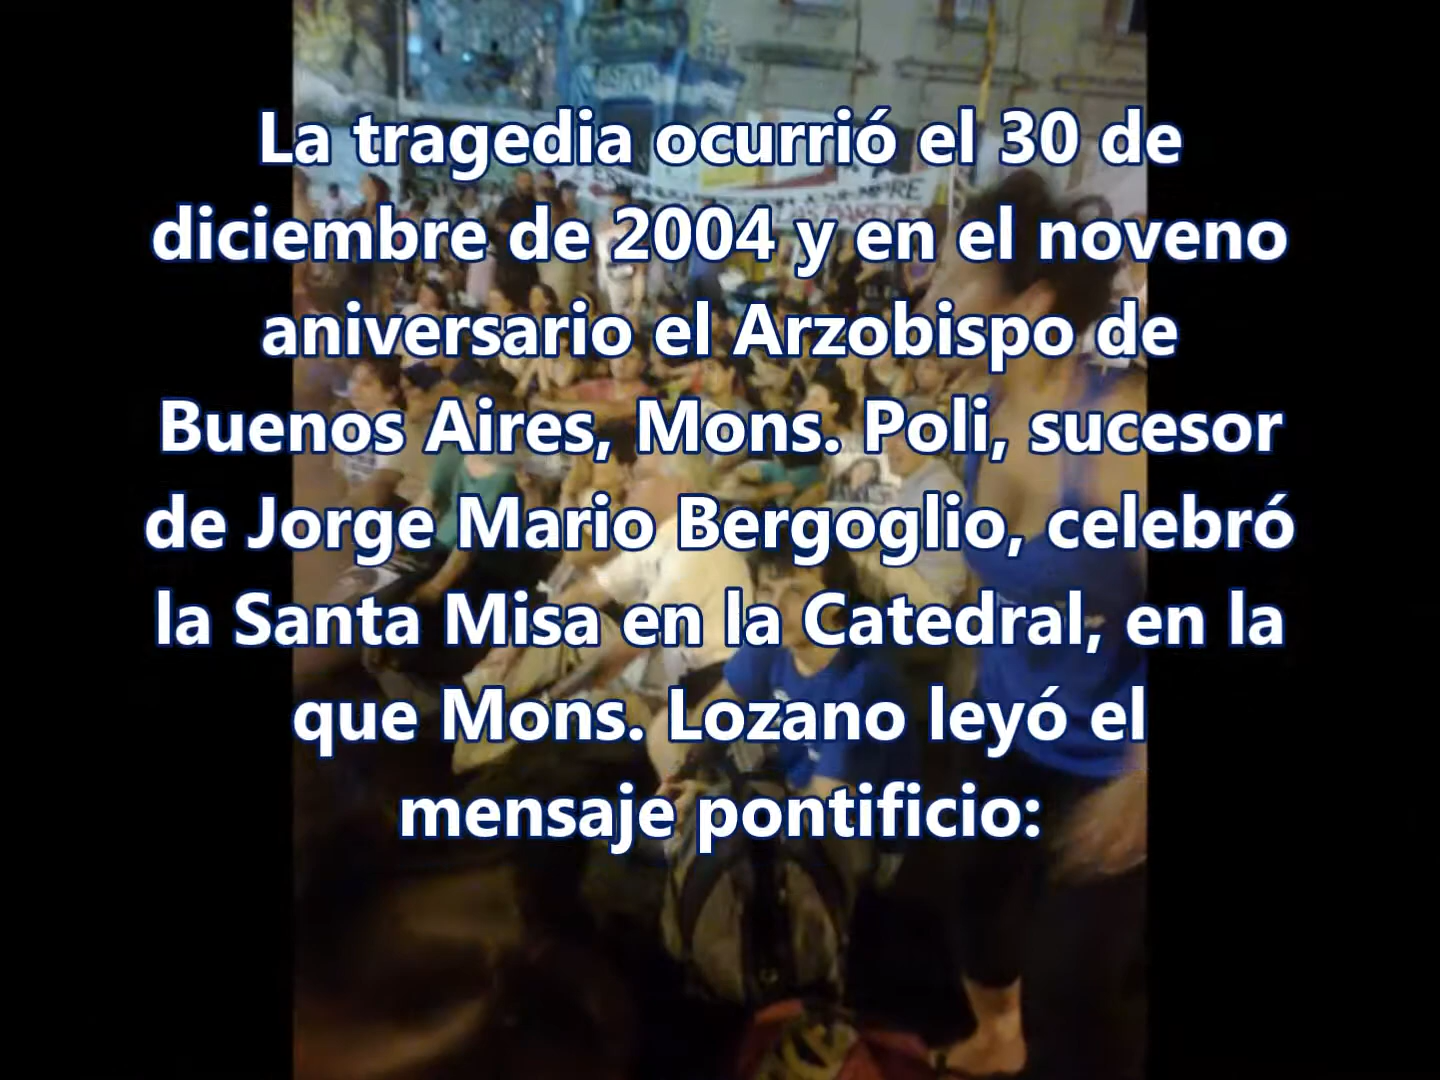 La tragedia ocurrió el 30 de
diciembre de 2004 y en el noveno
aniversario el Arzobispo de
Buenos Aires, Mons. Poli, sucesor
de Jorge Mario Bergoglio, celebró
la Santa Misa en la Catedral, en la
que Mons. Lozano leyó el
mensaje pontificio: